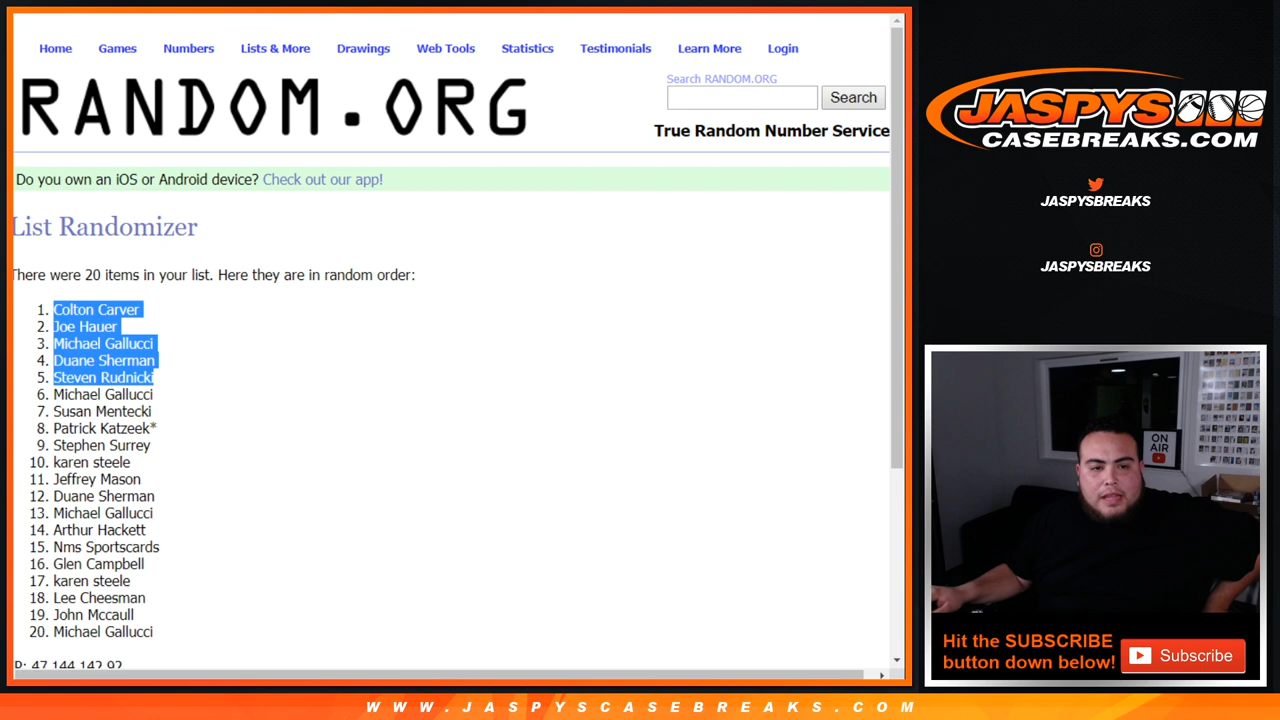 Home Games Numbers Lists & More Drawings Web Tools Statistics Testimonials Learn More Login
RANDOM.ORG
Search RANDOM.ORG
Search
True Random Number Service
Do you own an iOS or Android device? Check out our app!
List Randomizer
There were 20 items in your list. Here they are in random order:
1. Colton Carver
2. Joe Hauer
3. Michael Gallucci
4. Duane Sherman
5. Steven Rudnicki
6. Michael Gallucci
7. Susan Mentecki
8. Patrick Katzeek*
9. Stephen Surrey
10. karen steele
11. Jeffrey Mason
12. Duane Sherman
13. Michael Gallucci
14. Arthur Hackett
15. Nms Sportscards
16. Glen Campbell
17. karen steele
18. Lee Cheesman
19. John Mccaull
20. Michael Gallucci
P: 47.144.142.92
JASPYS
CASEBREAKS.COM
JASPYSBREAKS
JASPYSBREAKS
ON
AIR
Hit the SUBSCRIBE
button down below!
Subscribe
WWW.JASPYSCASEBREAKS.COM